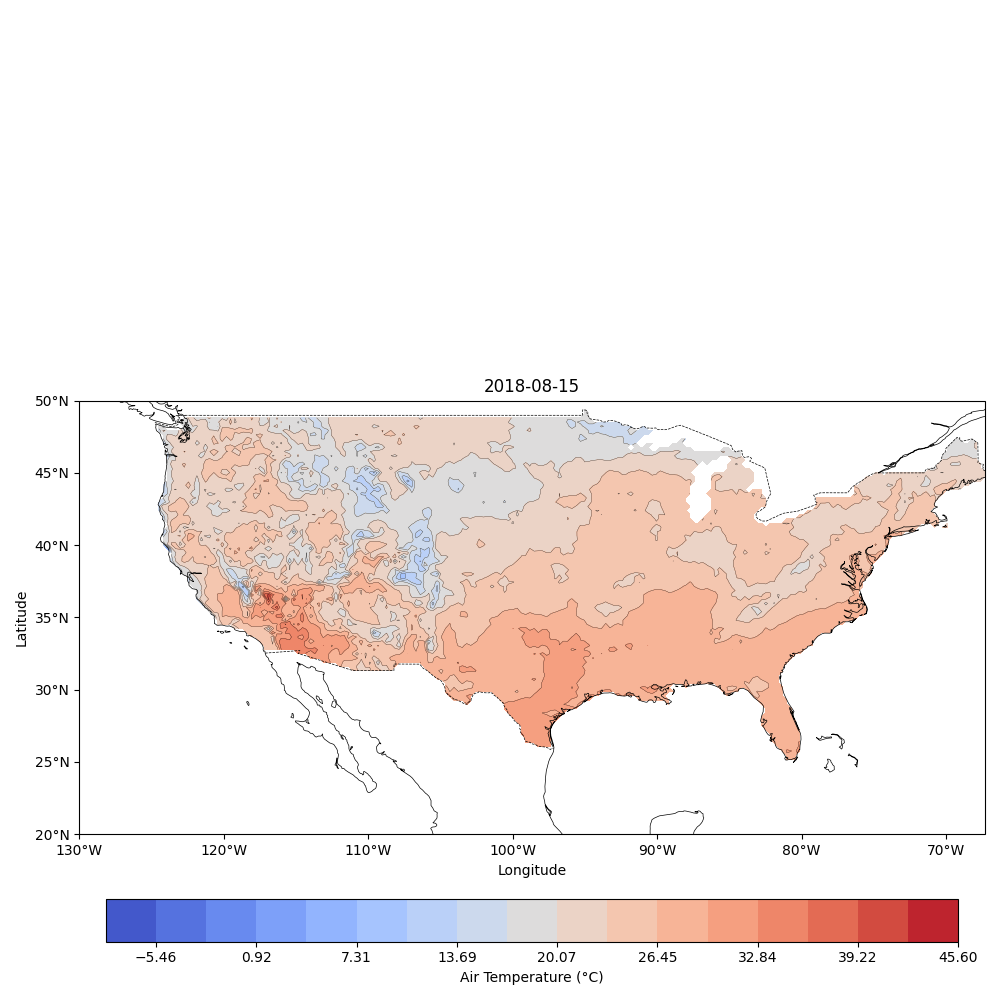 2018-08-15
50°N
45°N
40°N
35°N
30°N
25°N
20°N
Latitude
130°W 120°W 110°W 100°W 90°W 80°W 70°W
Longitude
−5.46 0.92 7.31 13.69 20.07 26.45 32.84 39.22 45.60
Air Temperature (°C)